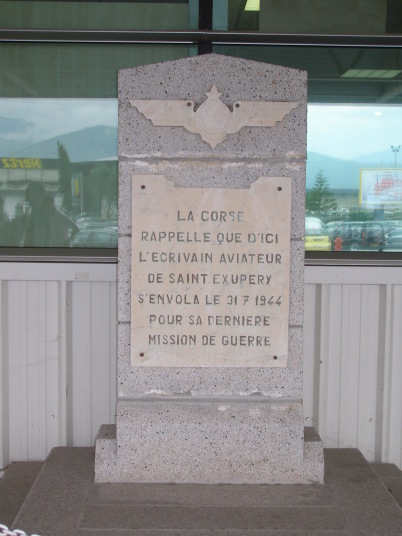 LA CORSE
RAPPELLE QUE D'ICI
L'ECRIVAIN AVIATEUR
DE SAINT EXUPERY
S'ENVOLA LE 31 7 1944
POUR SA DERNIERE
MISSION DE GUERRE